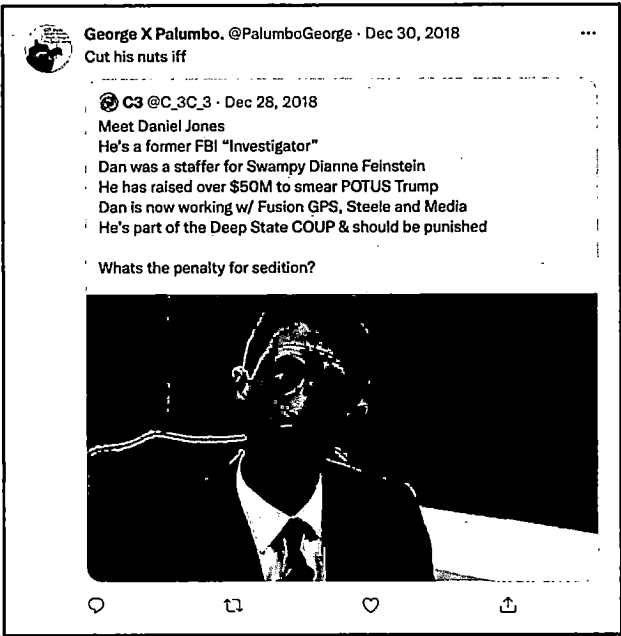 George X Palumbo. @PalumboGeorge · Dec 30, 2018
Cut his nuts iff
C3 @C_3C_3 · Dec 28, 2018
Meet Daniel Jones
He's a former FBI “Investigator”
Dan was a staffer for Swampy Dianne Feinstein
He has raised over $50M to smear POTUS Trump
Dan is now working w/ Fusion GPS, Steele and Media
He's part of the Deep State COUP & should be punished
Whats the penalty for sedition?